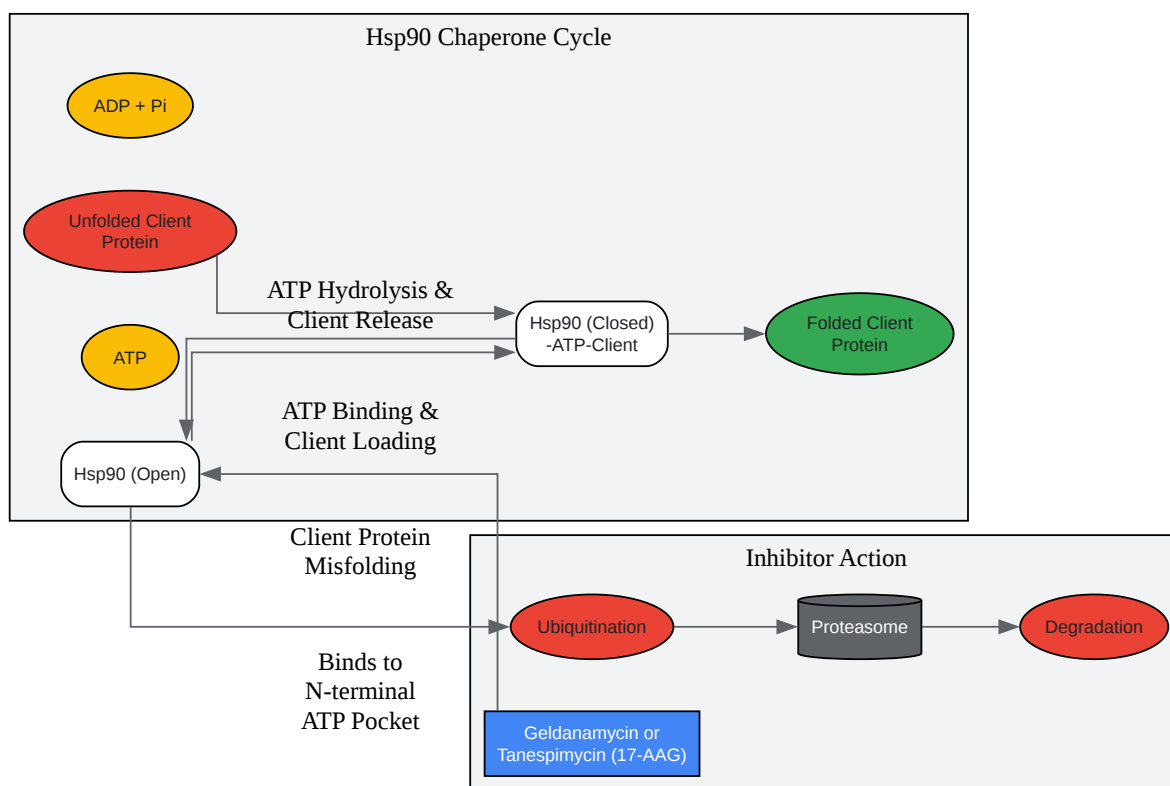 Hsp90 Chaperone Cycle
ADP + Pi
Unfolded Client
Protein
ATP Hydrolysis &
Client Release
Hsp90 (Closed)
-ATP-Client
Folded Client
Protein
ATP
ATP Binding &
Client Loading
Hsp90 (Open)
Client Protein
Misfolding
Inhibitor Action
Ubiquitination
Proteasome
Degradation
Binds to
N-terminal
ATP Pocket
Geldanamycin or
Tanespimycin (17-AAG)